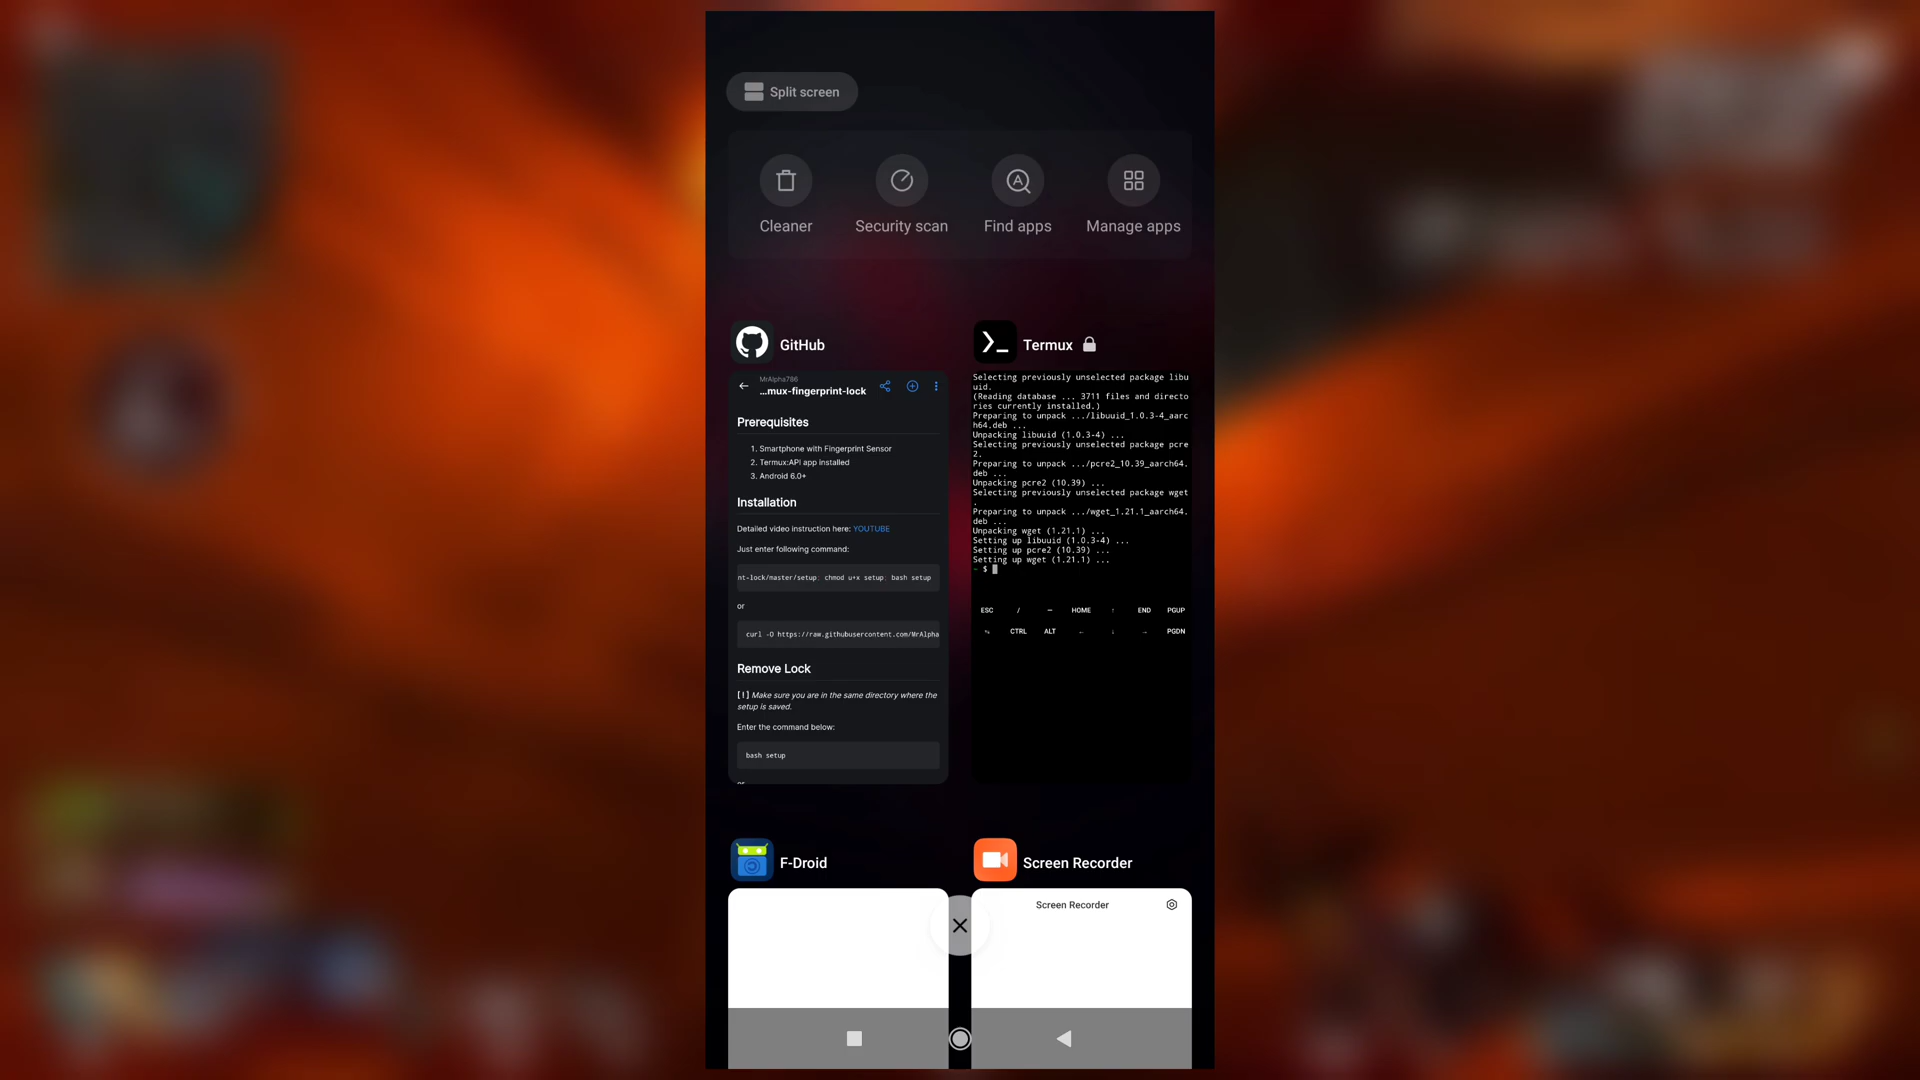 Split screen
Cleaner
Security scan
Find apps
Manage apps
GitHub
MrAlpha786
...mux-fingerprint-lock
Prerequisites
1. Smartphone with Fingerprint Sensor
2. Termux:API app installed
3. Android 6.0+
Installation
Detailed video instruction here: YOUTUBE
Just enter following command:
nt-lock/master/setup; chmod u+x setup; bash setup
or
curl -O https://raw.githubusercontent.com/MrAlpha
Remove Lock
[!] Make sure you are in the same directory where the
setup is saved.
Enter the command below:
bash setup
or
Termux
Selecting previously unselected package libu
uid.
(Reading database ... 3711 files and directo
ries currently installed.)
Preparing to unpack .../libuuid_1.0.3-4_aarc
h64.deb ...
Unpacking libuuid (1.0.3-4) ...
Selecting previously unselected package pcre
2.
Preparing to unpack .../pcre2_10.39_aarch64.
deb ...
Unpacking pcre2 (10.39) ...
Selecting previously unselected package wget
.
Preparing to unpack .../wget_1.21.1_aarch64.
deb ...
Unpacking wget (1.21.1) ...
Setting up libuuid (1.0.3-4) ...
Setting up pcre2 (10.39) ...
Setting up wget (1.21.1) ...
~ $
ESC / — HOME ↑ END PGUP
↹ CTRL ALT ← ↓ → PGDN
F-Droid
Screen Recorder
Screen Recorder